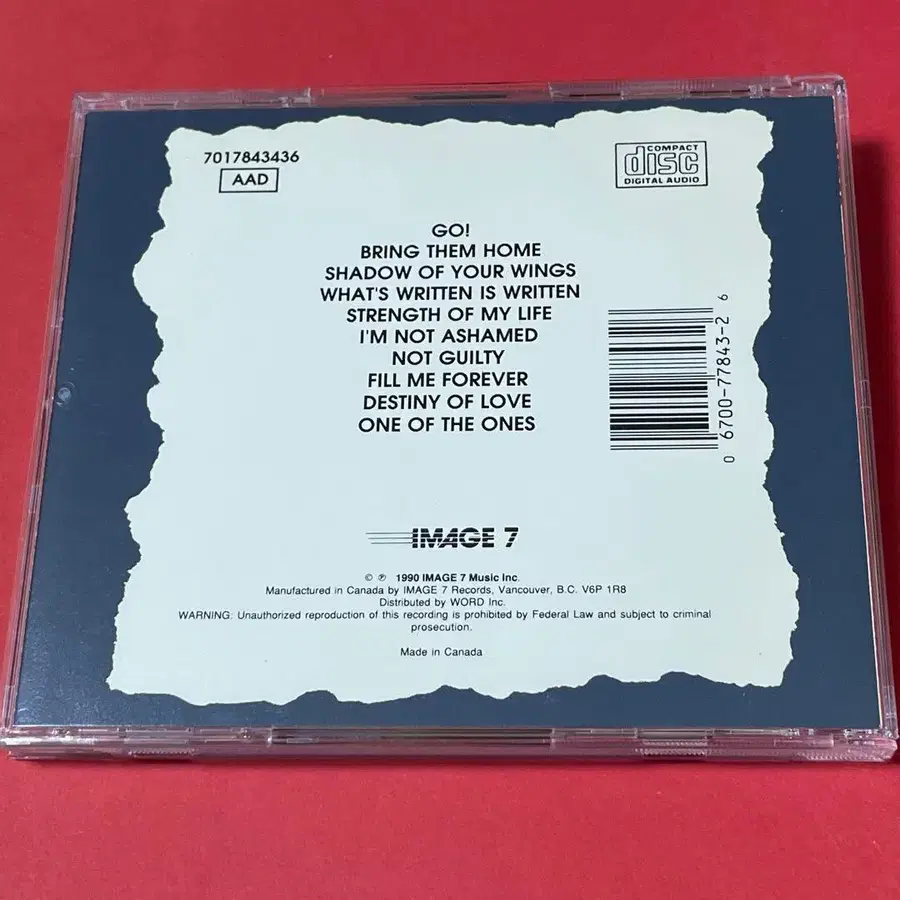 7017843436
AAD
COMPACT
disc
DIGITAL AUDIO
GO!
BRING THEM HOME
SHADOW OF YOUR WINGS
WHAT'S WRITTEN IS WRITTEN
STRENGTH OF MY LIFE
I'M NOT ASHAMED
NOT GUILTY
FILL ME FOREVER
DESTINY OF LOVE
ONE OF THE ONES
0 6700-77843-2 6
IMAGE 7
© ℗ 1990 IMAGE 7 Music Inc.
Manufactured in Canada by IMAGE 7 Records, Vancouver, B.C. V6P 1R8
Distributed by WORD Inc.
WARNING: Unauthorized reproduction of this recording is prohibited by Federal Law and subject to criminal
prosecution.
Made in Canada